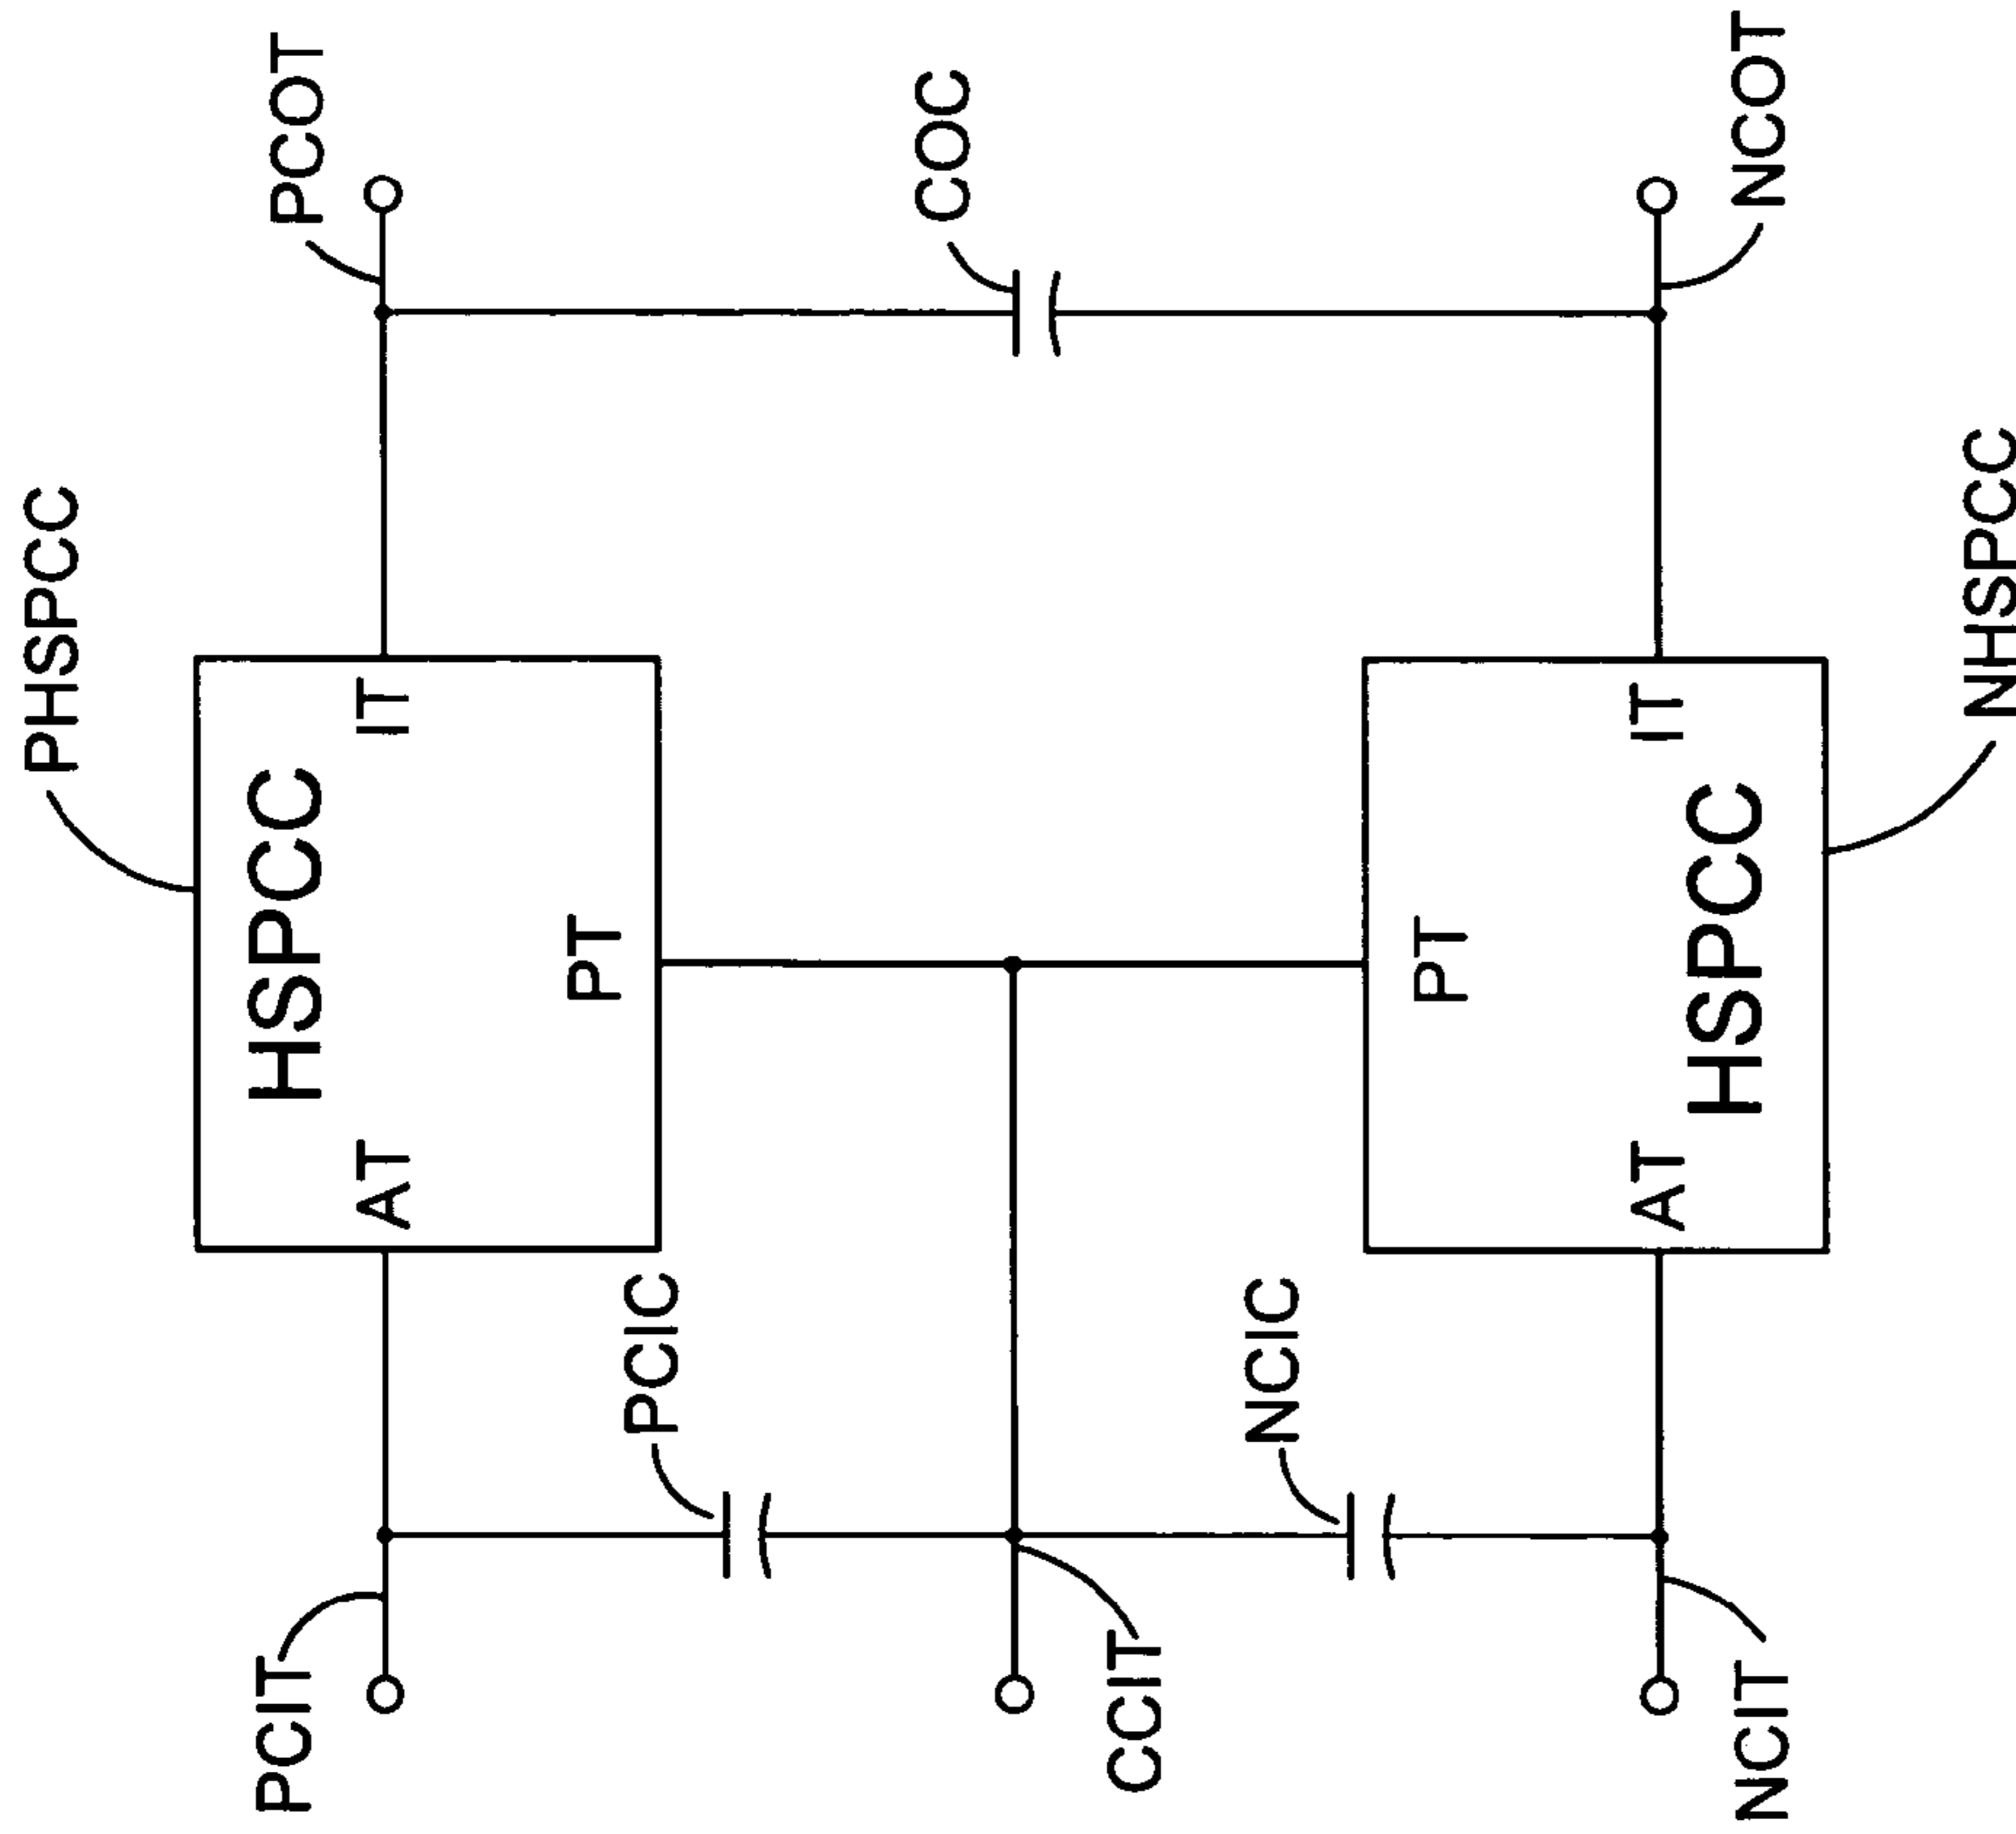 PHSPCC
PCIT
HSPCC
PCOT
AT
IT
PT
PCIC
COC
CCIT
NCIC
PT
AT
IT
NCIT
HSPCC
NCOT
NHSPCC